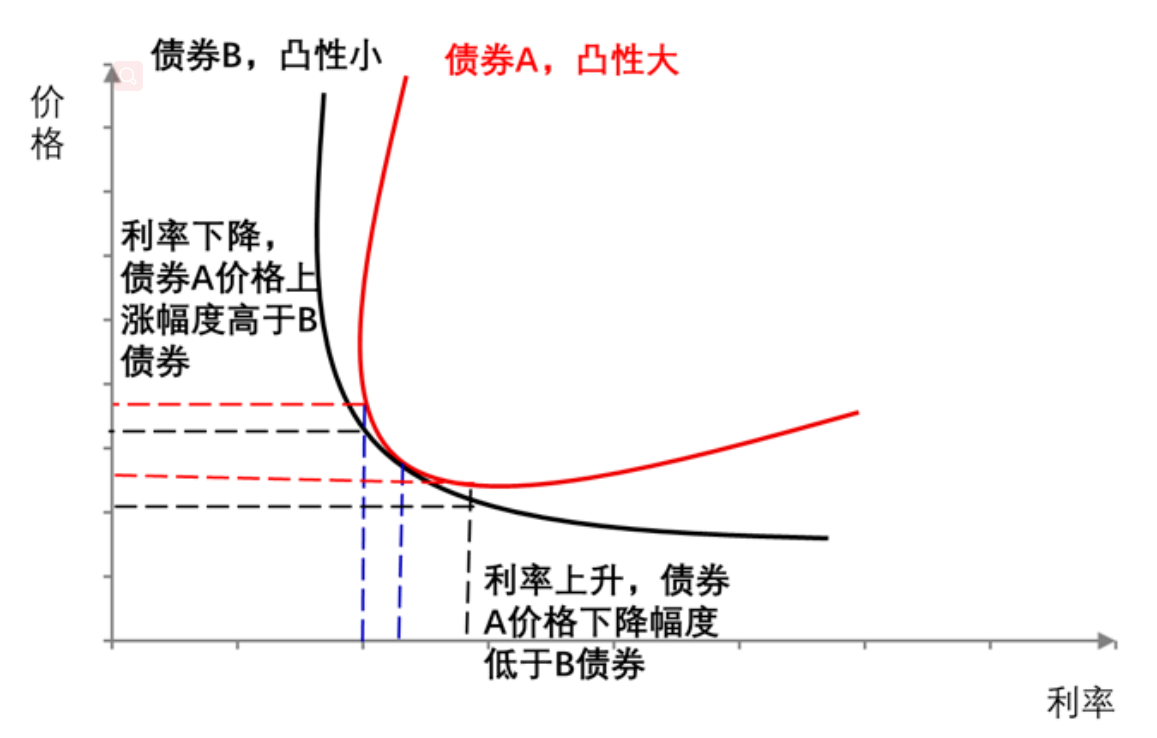 债券B，凸性小
债券A，凸性大
价
格
利率下降，
债券A价格上
涨幅度高于B
债券
利率上升，债券
A价格下降幅度
低于B债券
利率